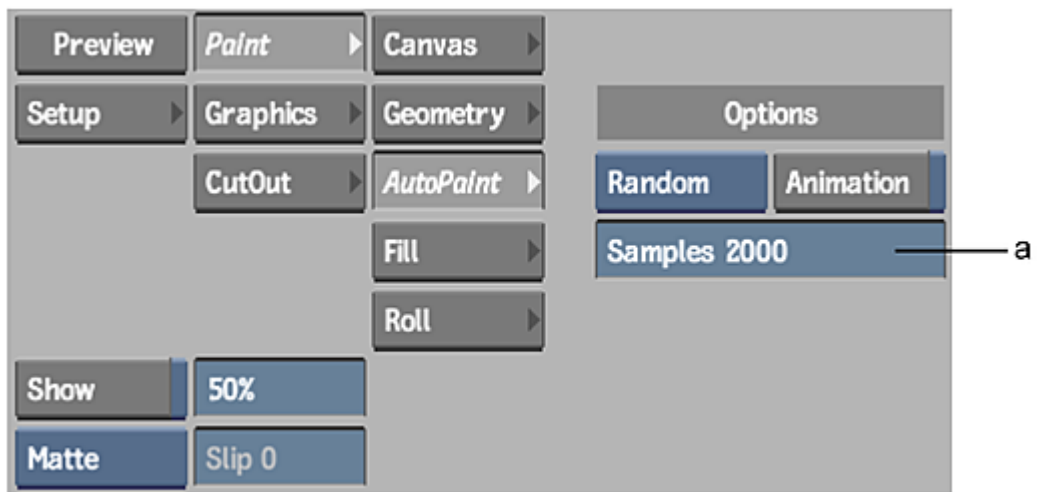 Preview Paint Canvas
Setup Graphics Geometry Options
CutOut AutoPaint Random Animation
Fill Samples 2000 a
Roll
Show 50%
Matte Slip 0